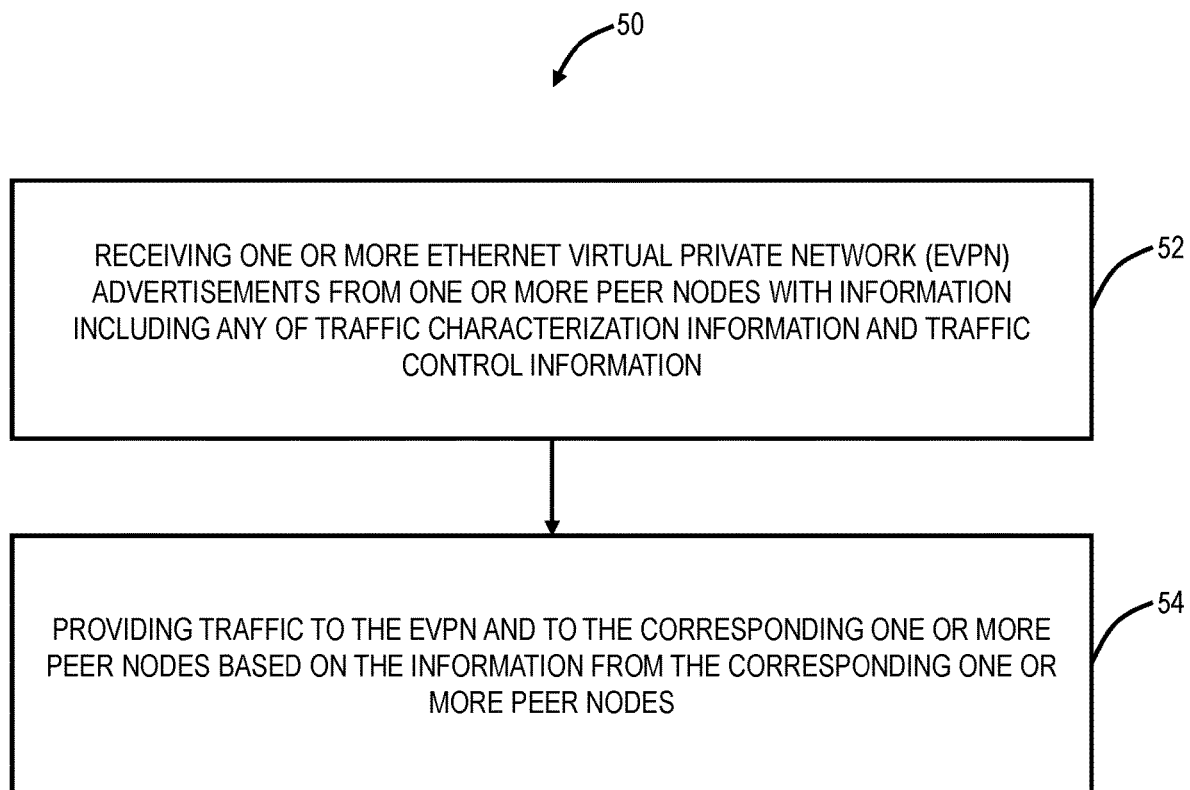 50
RECEIVING ONE OR MORE ETHERNET VIRTUAL PRIVATE NETWORK (EVPN)
ADVERTISEMENTS FROM ONE OR MORE PEER NODES WITH INFORMATION
INCLUDING ANY OF TRAFFIC CHARACTERIZATION INFORMATION AND TRAFFIC
CONTROL INFORMATION
52
PROVIDING TRAFFIC TO THE EVPN AND TO THE CORRESPONDING ONE OR MORE
PEER NODES BASED ON THE INFORMATION FROM THE CORRESPONDING ONE OR
MORE PEER NODES
54